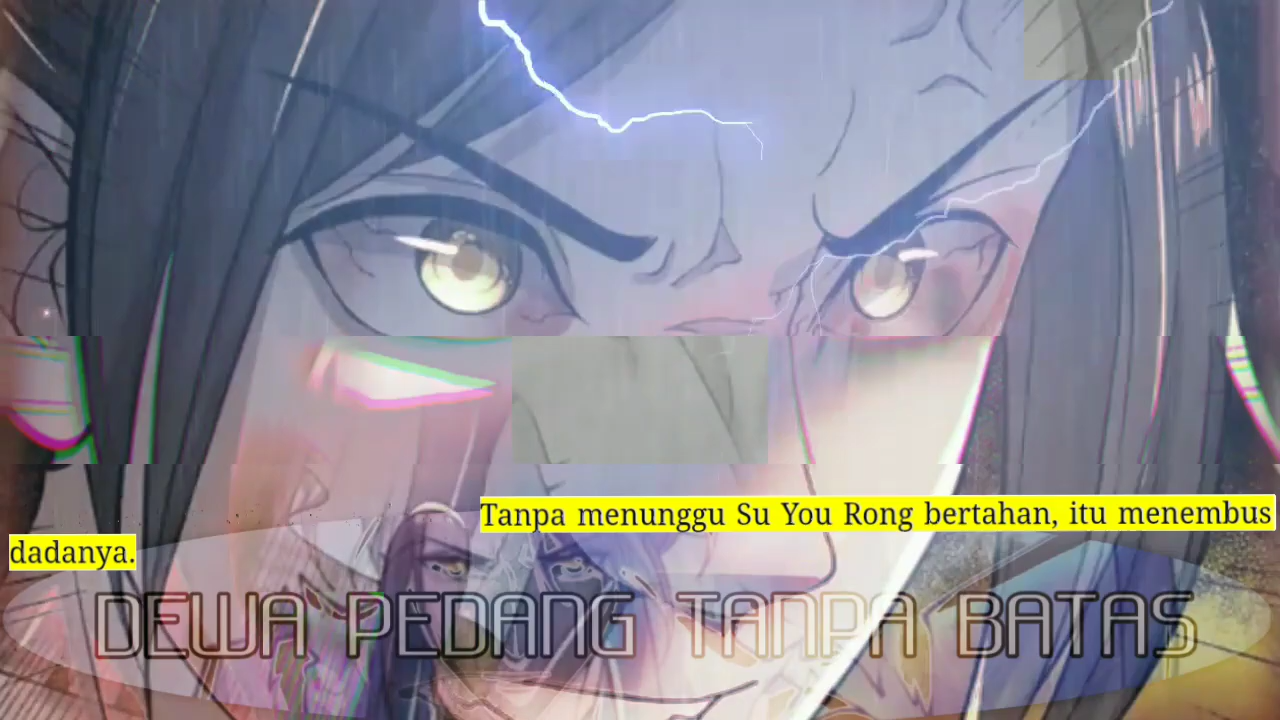 Tanpa menunggu Su You Rong bertahan, itu menembus
dadanya.
DEWA PEDANG TANPA BATAS